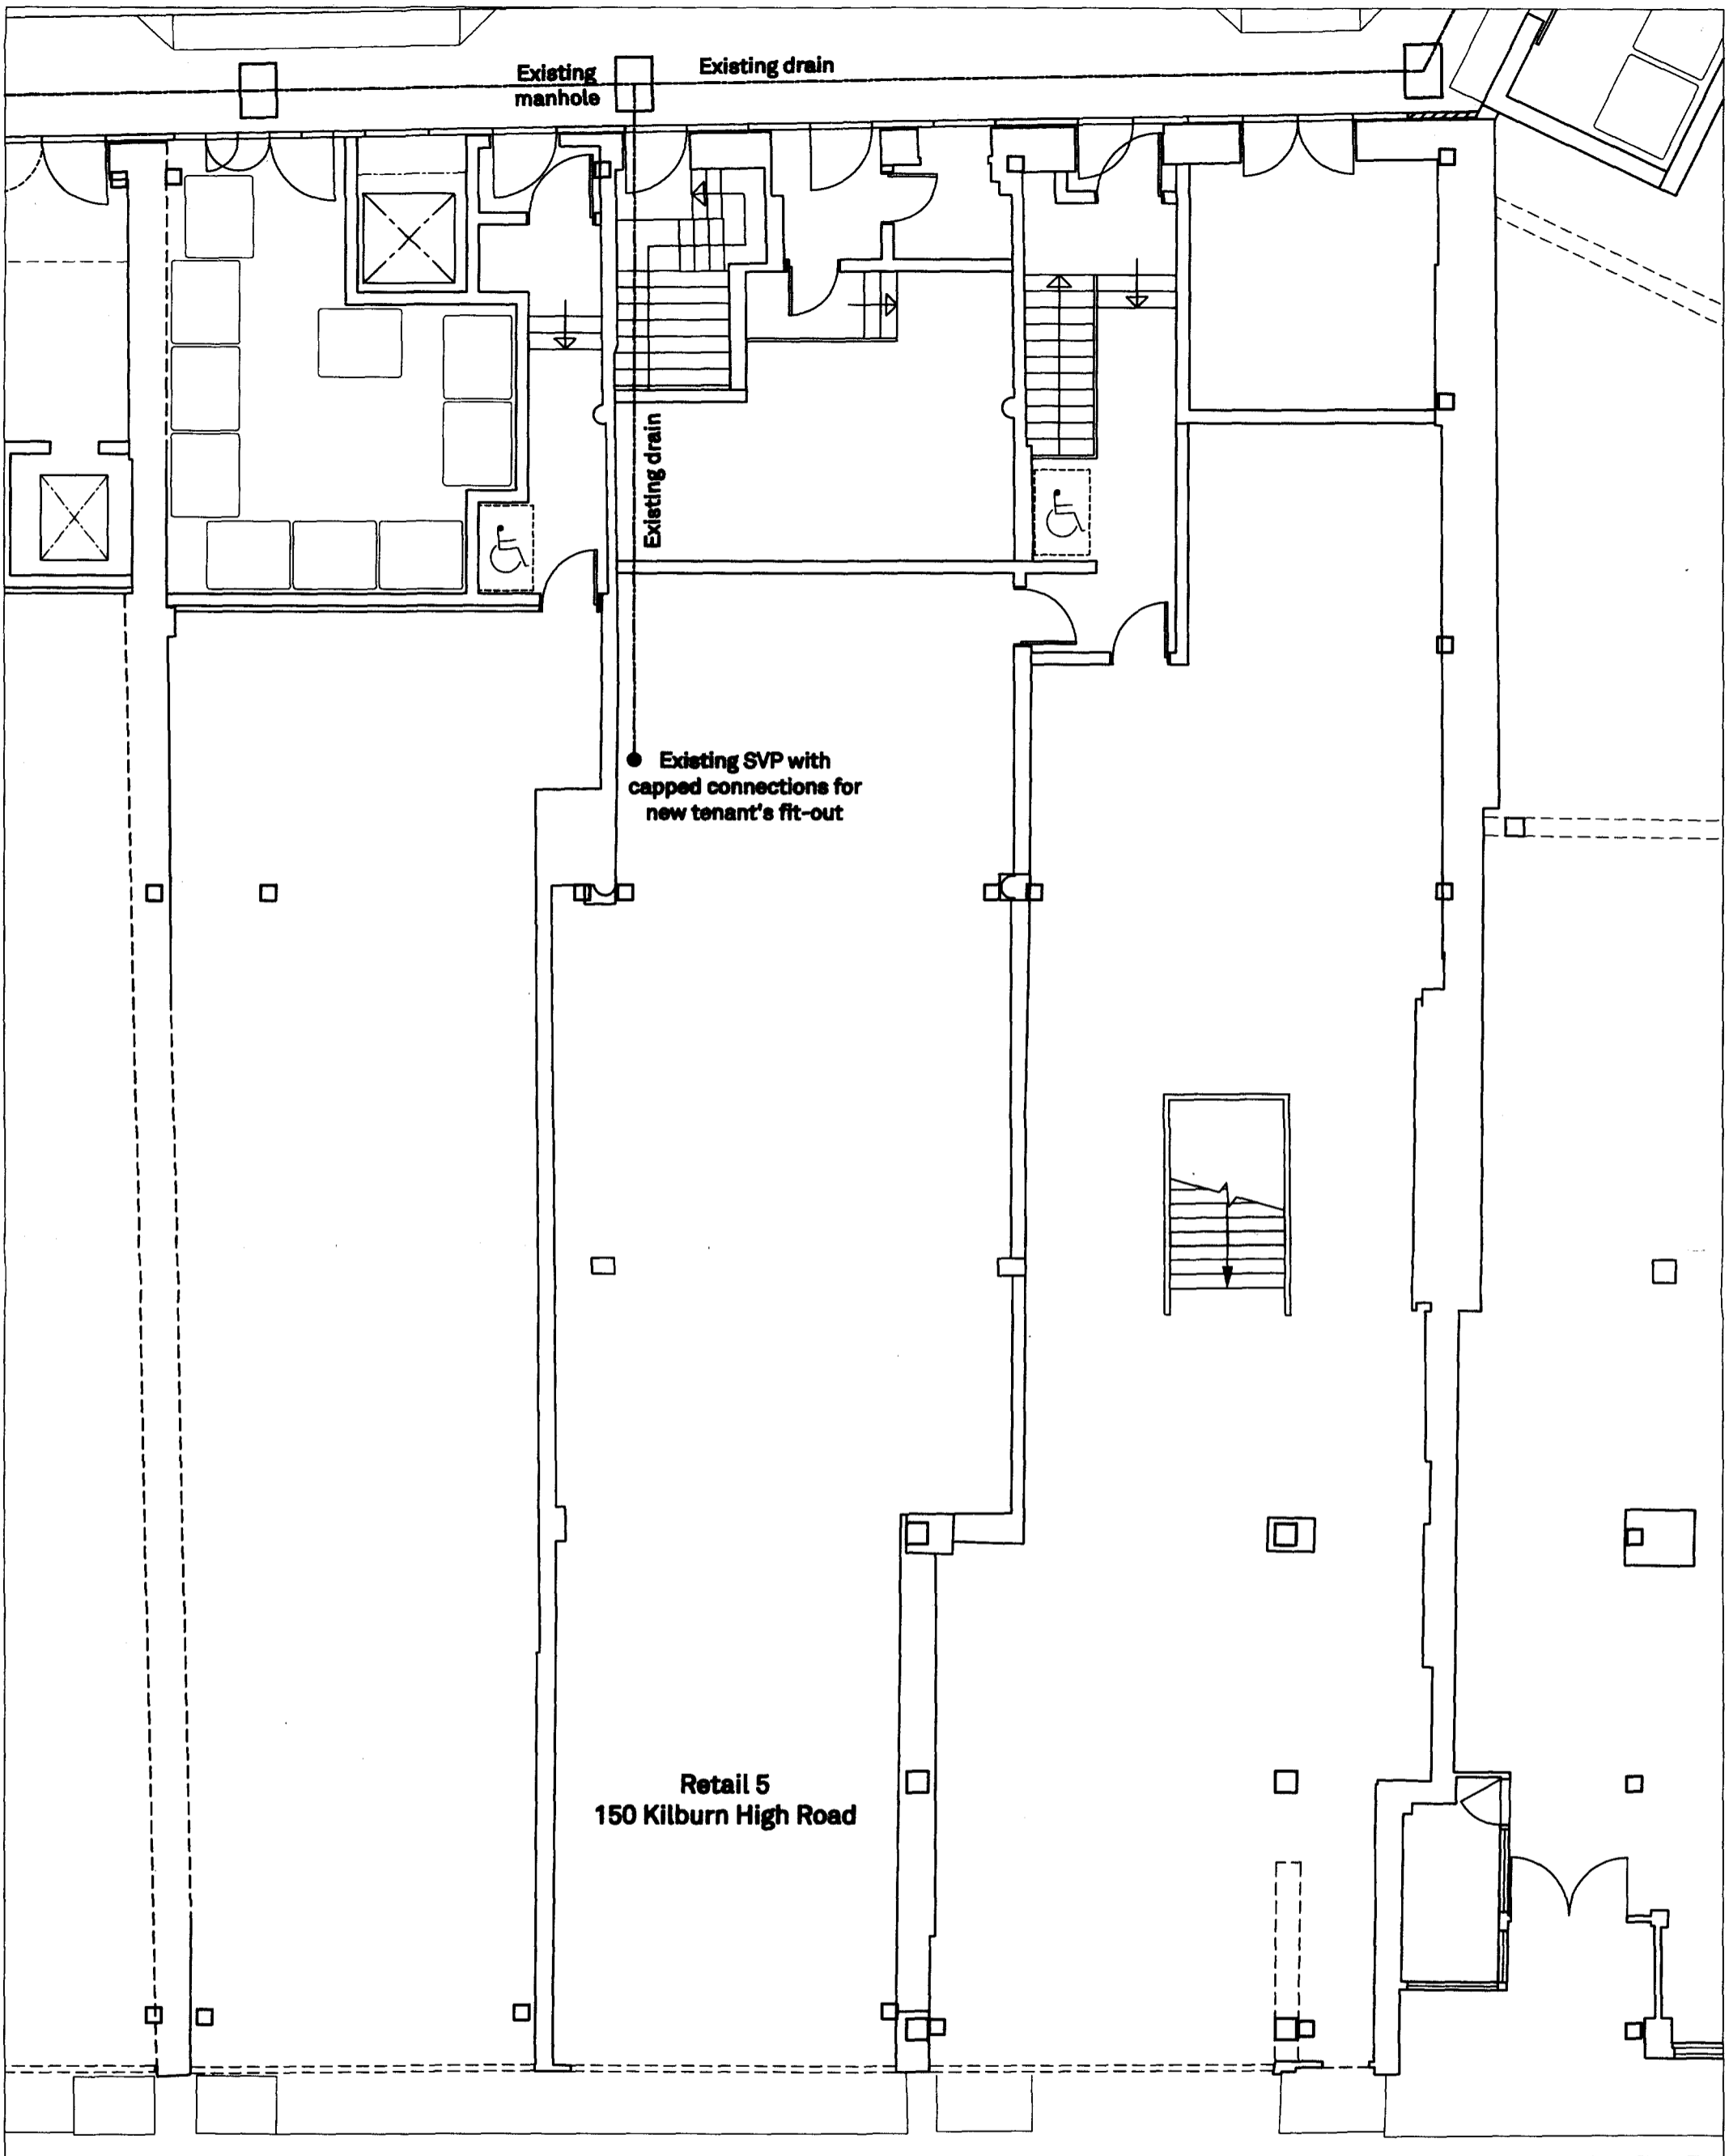 Existing
manhole
Existing drain
Existing drain
Existing SVP with
capped connections for
new tenant's fit-out
Retail 5
150 Kilburn High Road